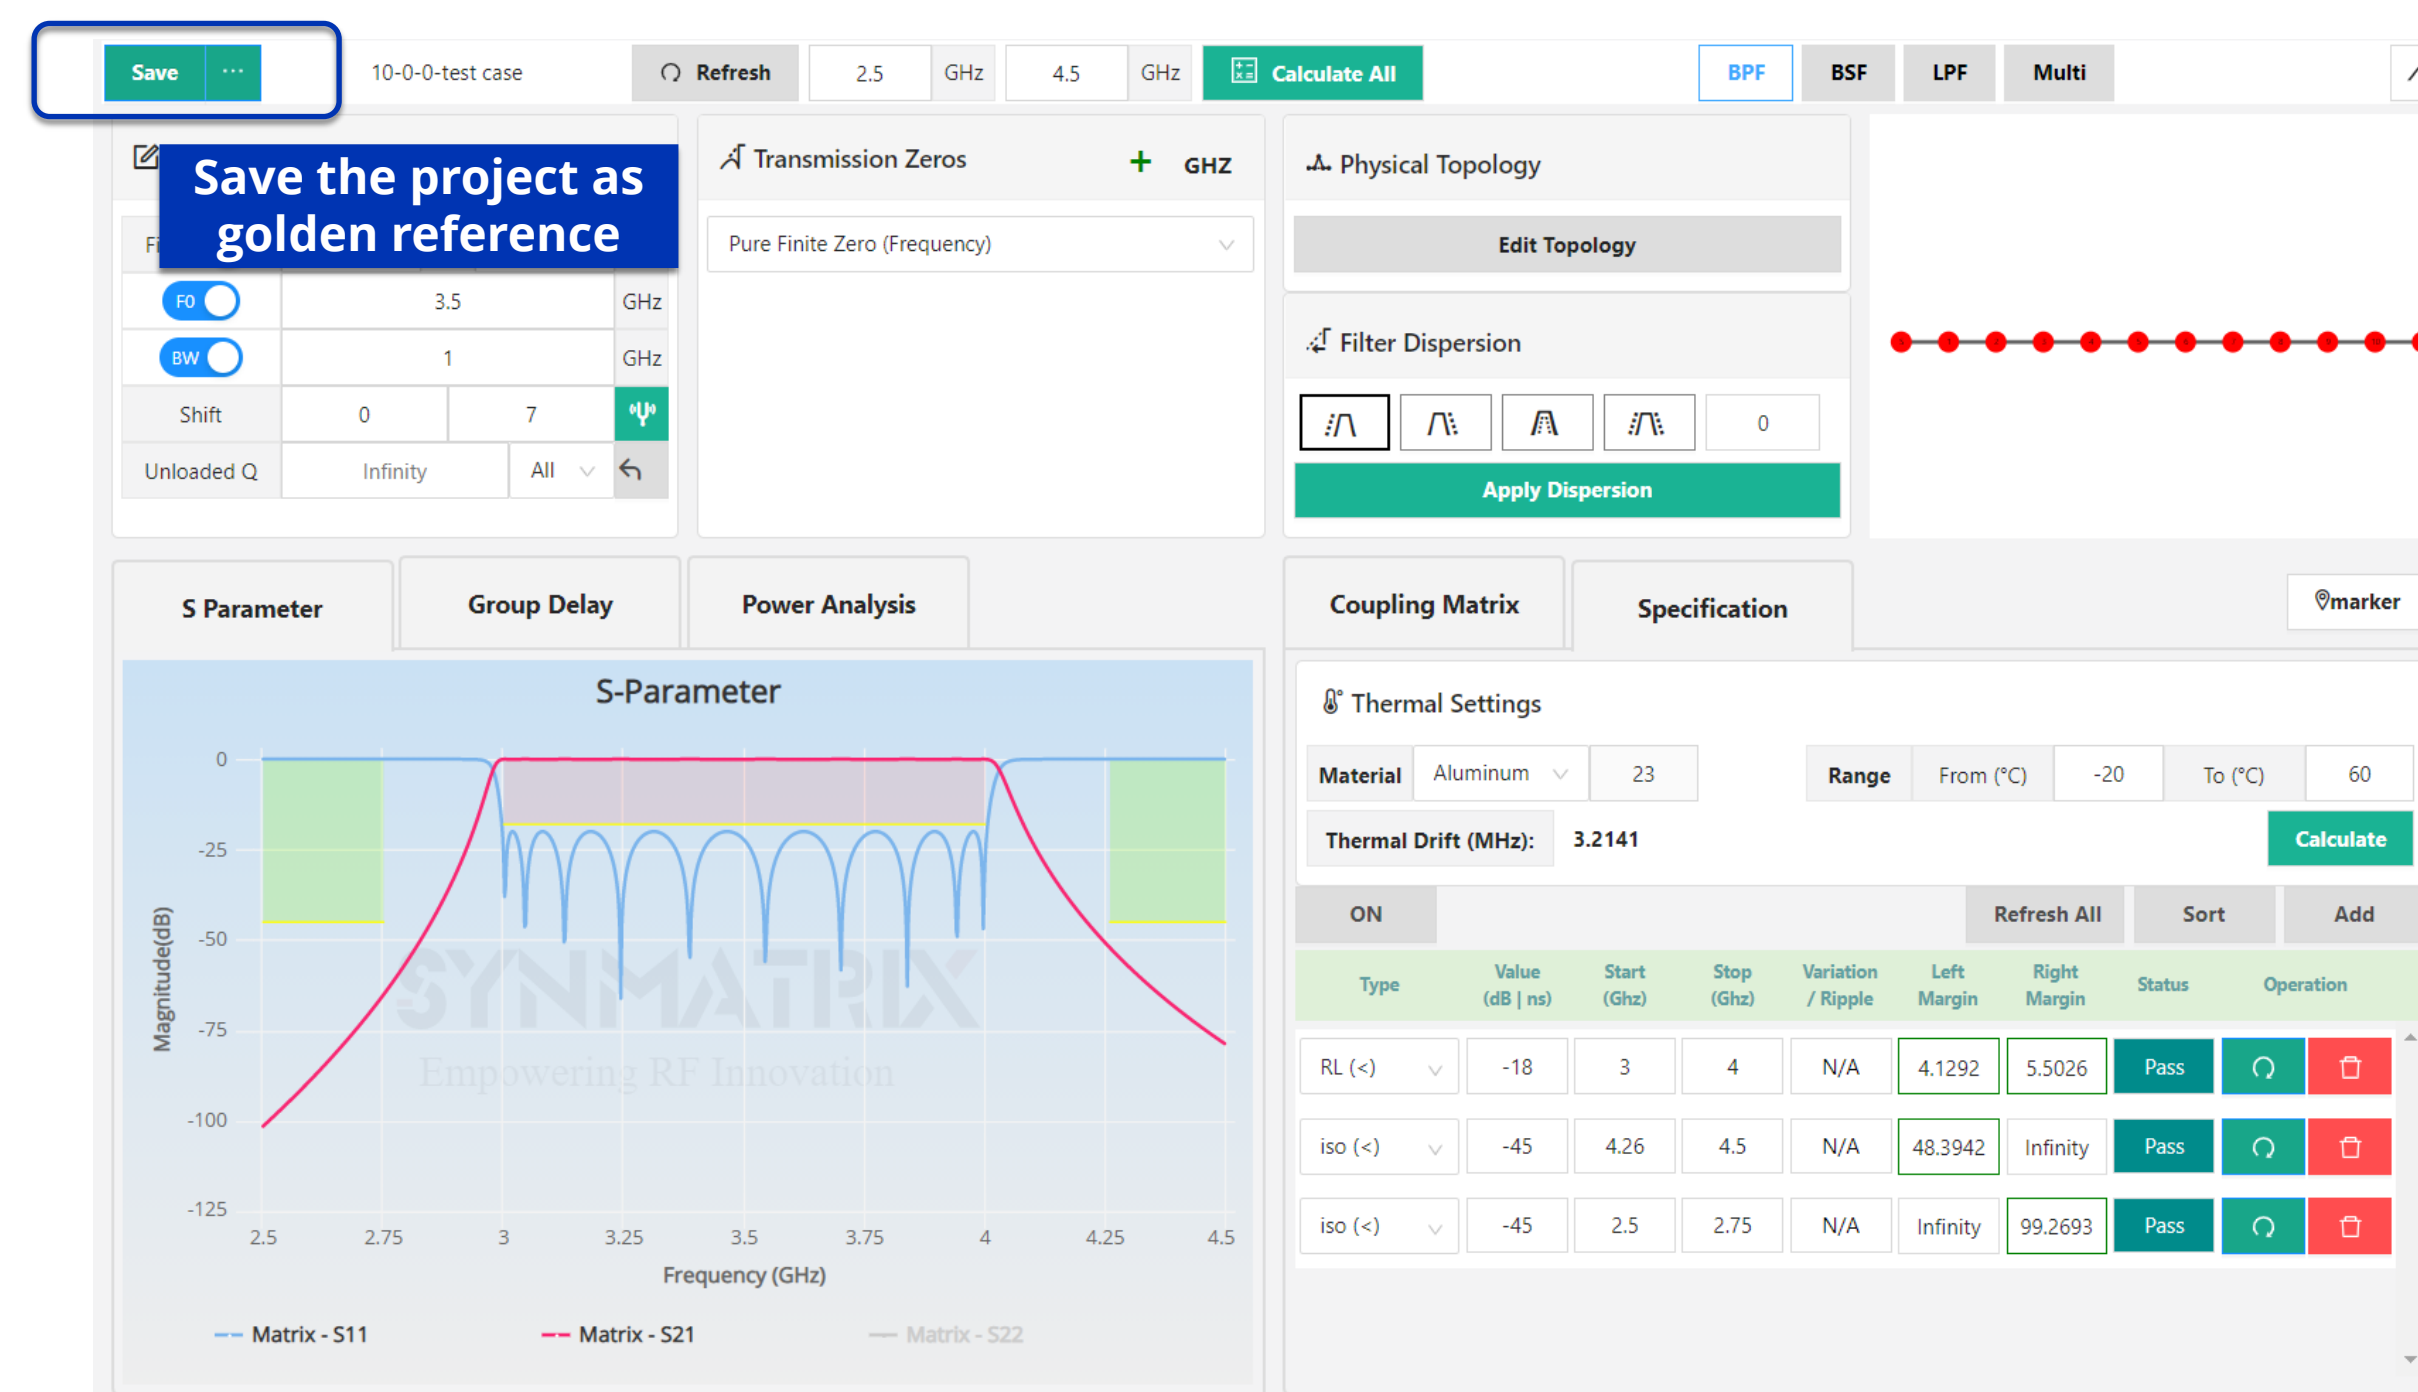 Save ...
10-0-0-test case
Refresh
2.5 GHz
4.5 GHz
Calculate All
BPF
BSF
LPF
Multi
Save the project as
golden reference
Fi
F0 3.5 GHz
BW 1 GHz
Shift 0 7
Unloaded Q Infinity All
Transmission Zeros + GHZ
Pure Finite Zero (Frequency)
Physical Topology
Edit Topology
Filter Dispersion
0
Apply Dispersion
S Parameter
Group Delay
Power Analysis
S-Parameter
0
-25
-50
-75
-100
-125
Magnitude(dB)
SYNMATRIX
Empowering RF Innovation
2.5 2.75 3 3.25 3.5 3.75 4 4.25 4.5
Frequency (GHz)
Matrix - S11 Matrix - S21 Matrix - S22
Coupling Matrix
Specification
marker
Thermal Settings
Material Aluminum 23 Range From (°C) -20 To (°C) 60
Thermal Drift (MHz): 3.2141 Calculate
ON Refresh All Sort Add
Type Value (dB | ns) Start (Ghz) Stop (Ghz) Variation / Ripple Left Margin Right Margin Status Operation
RL (<) -18 3 4 N/A 4.1292 5.5026 Pass
iso (<) -45 4.26 4.5 N/A 48.3942 Infinity Pass
iso (<) -45 2.5 2.75 N/A Infinity 99.2693 Pass